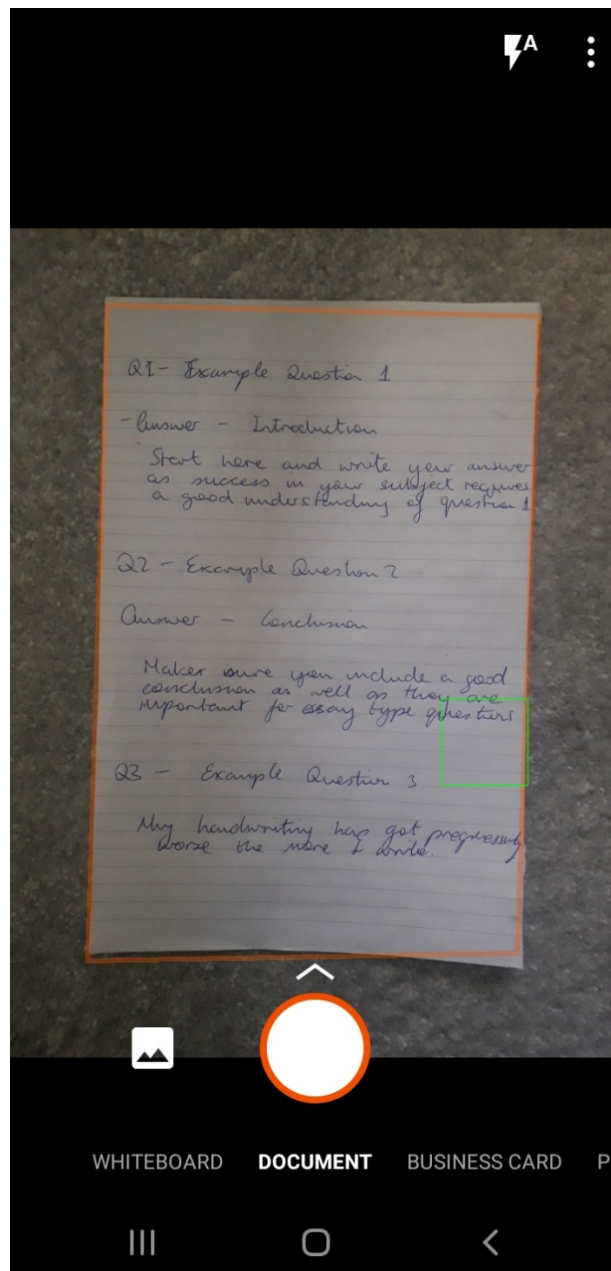 A
Q1 - Example Question 1
- Answer - Introduction
Start here and write your answer
as success in your subject requires
a good understanding of question 1
Q2 - Example Question 2
Answer - Conclusion
Makes sure you include a good
conclusion as well as they are
important for essay type questions
Q3 - Example Question 3
My handwriting has got progressively
worse the more I write.
WHITEBOARD DOCUMENT BUSINESS CARD P